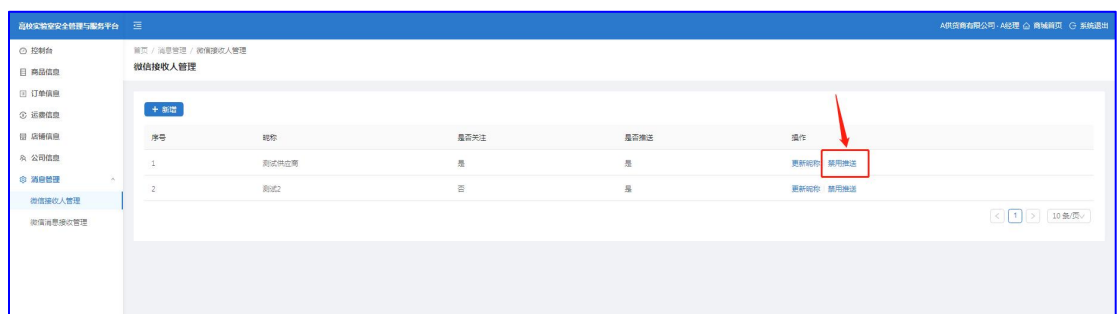 高校实验室安全管理与服务平台
A供货商有限公司 - A经理 商城首页 系统退出
控制台
商品信息
订单信息
运费信息
店铺信息
公司信息
消息管理
微信接收人管理
微信消息接收管理
首页 / 消息管理 / 微信接收人管理
微信接收人管理
+ 新增
序号 昵称 是否关注 是否推送 操作
1 测试供应商 是 是 更新昵称 禁用推送
2 测试2 否 是 更新昵称 禁用推送
< 1 > 10 条/页